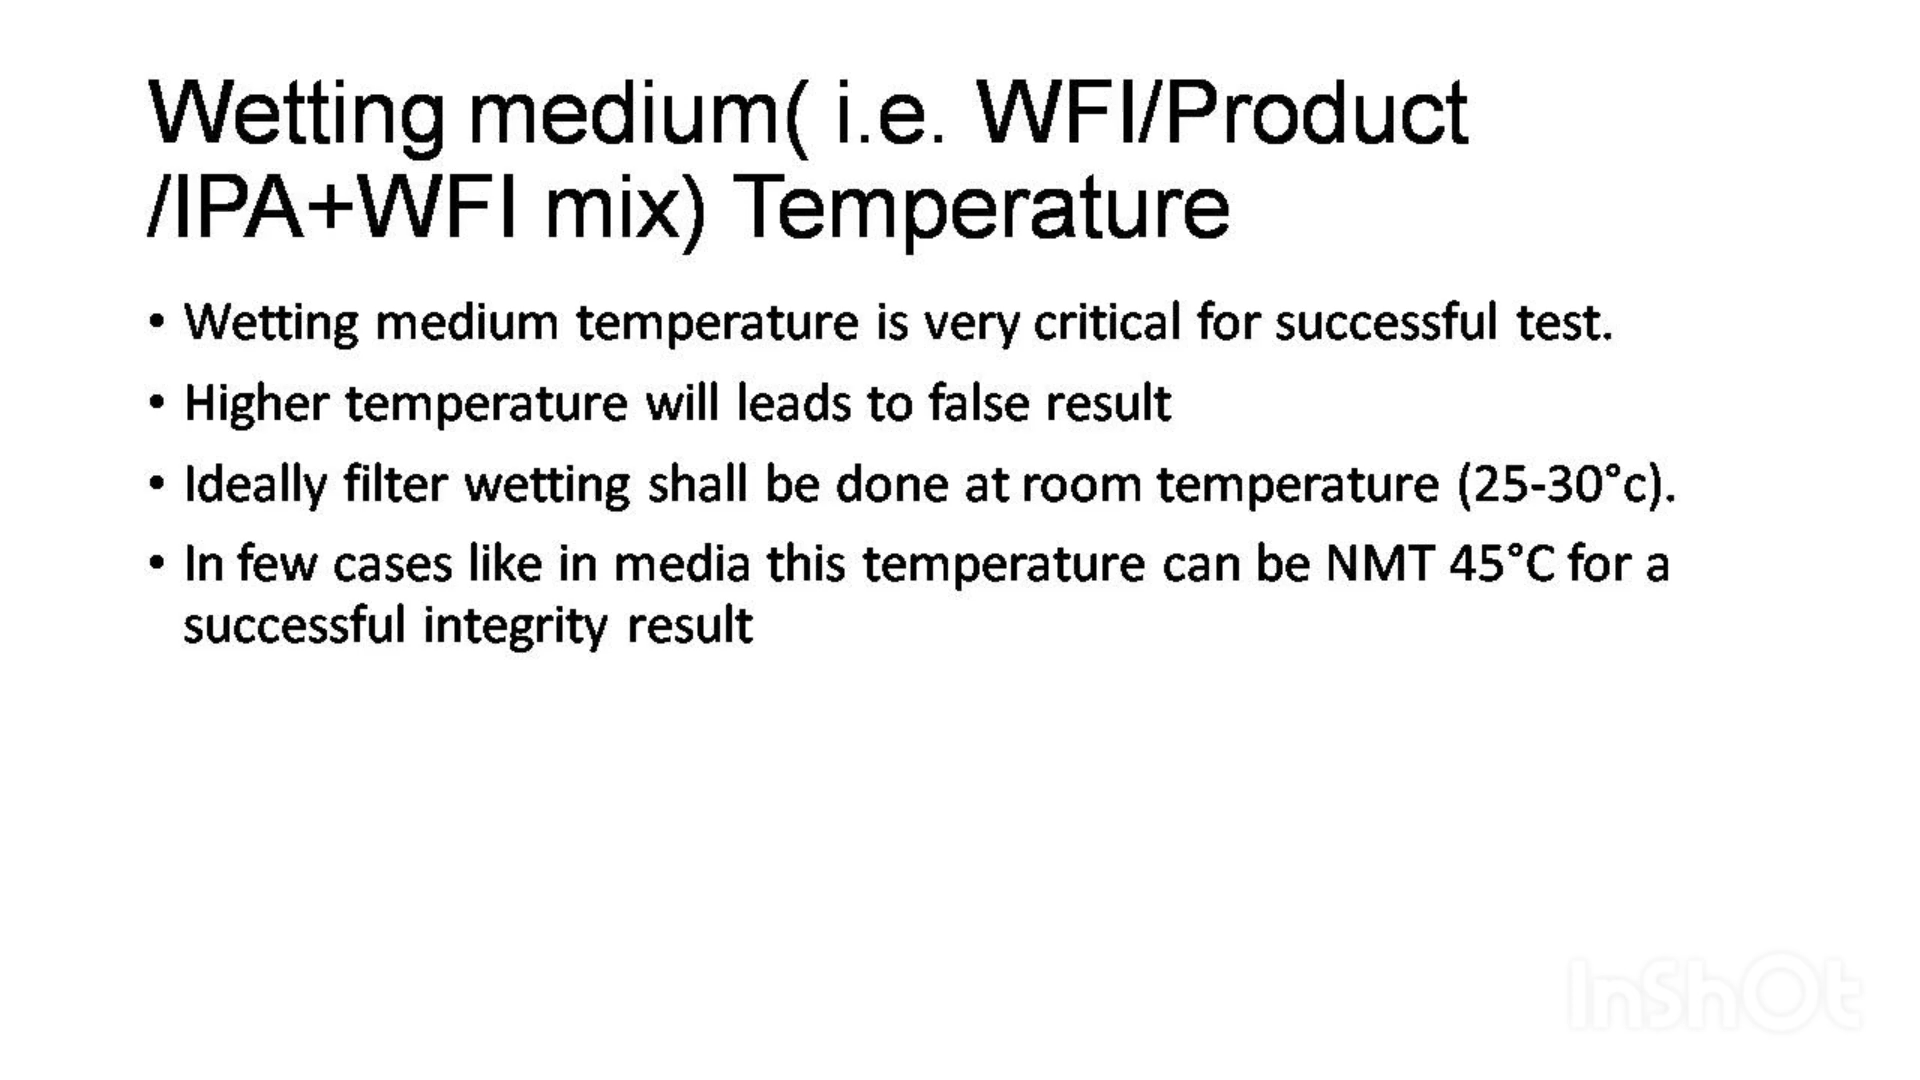 Wetting medium( i.e. WFI/Product
/IPA+WFI mix) Temperature
• Wetting medium temperature is very critical for successful test.
• Higher temperature will leads to false result
• Ideally filter wetting shall be done at room temperature (25-30°c).
• In few cases like in media this temperature can be NMT 45°C for a
successful integrity result
InShOt